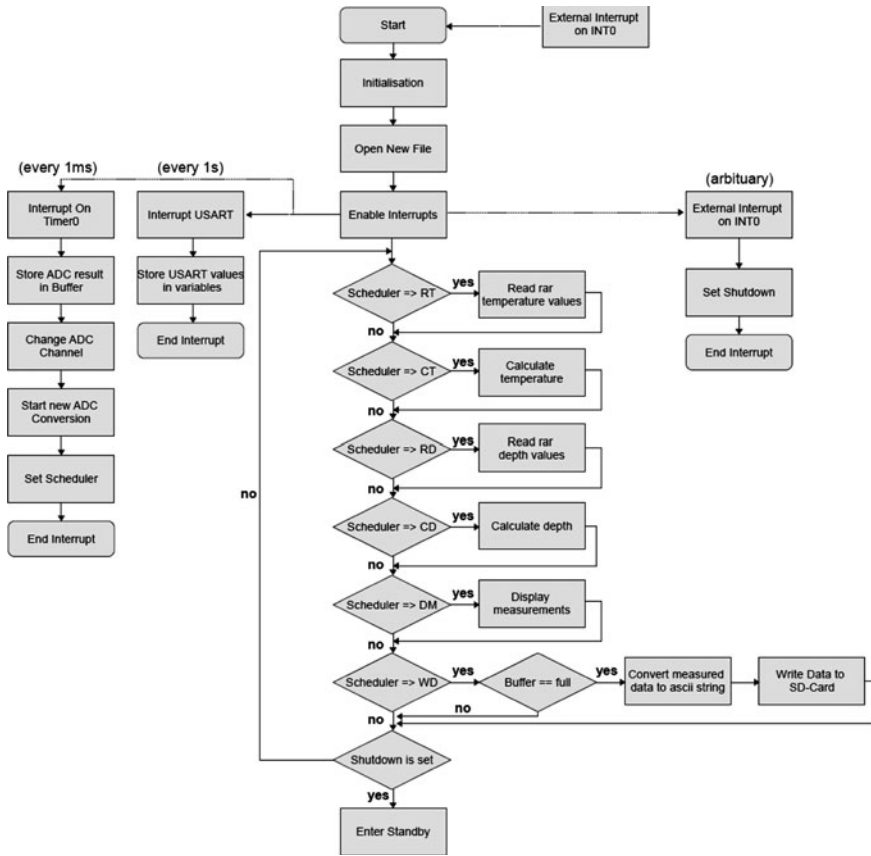 Start
External Interrupt
on INT0
Initialisation
Open New File
(every 1ms)
(every 1s)
(arbituary)
Interrupt On
Timer0
Interrupt USART
Enable Interrupts
External Interrupt
on INT0
Store ADC result
in Buffer
Store USART values
in variables
Scheduler => RT
yes
Read rar
temperature values
Set Shutdown
no
End Interrupt
End Interrupt
Change ADC
Channel
Scheduler => CT
yes
Calculate
temperature
no
Start new ADC
Conversion
Scheduler => RD
yes
Read rar
depth values
no
Set Scheduler
no
End Interrupt
Scheduler => CD
yes
Calculate depth
no
Scheduler => DM
yes
Display
measurements
no
Scheduler => WD
yes
Buffer == full
yes
Convert measured
data to ascii string
Write Data to
SD-Card
no
no
Shutdown is set
yes
Enter Standby